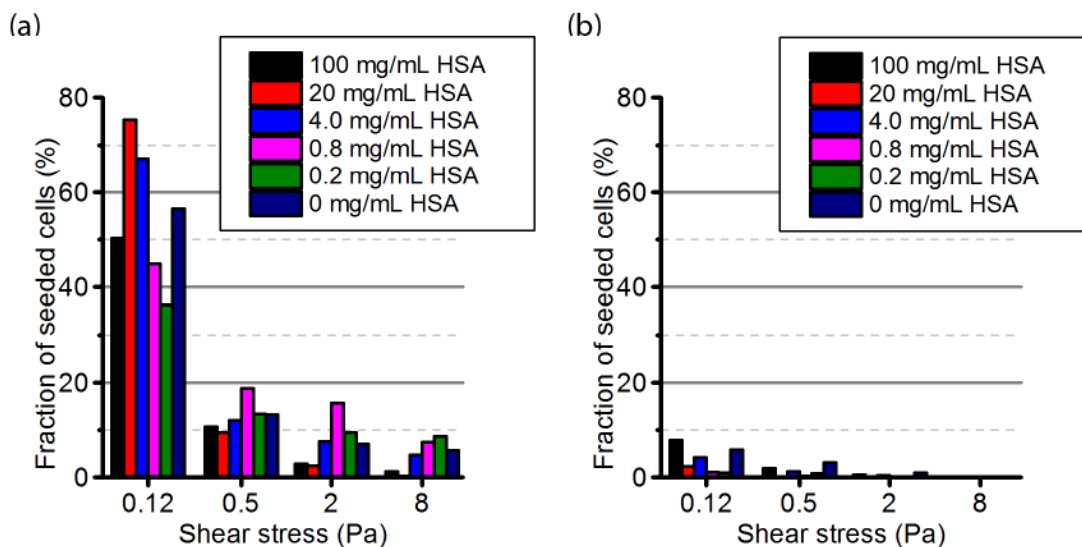 (a)
100 mg/mL HSA
20 mg/mL HSA
4.0 mg/mL HSA
0.8 mg/mL HSA
0.2 mg/mL HSA
0 mg/mL HSA
Fraction of seeded cells (%)
80
60
40
20
0
0.12 0.5 2 8
Shear stress (Pa)
(b)
100 mg/mL HSA
20 mg/mL HSA
4.0 mg/mL HSA
0.8 mg/mL HSA
0.2 mg/mL HSA
0 mg/mL HSA
Fraction of seeded cells (%)
80
60
40
20
0
0.12 0.5 2 8
Shear stress (Pa)